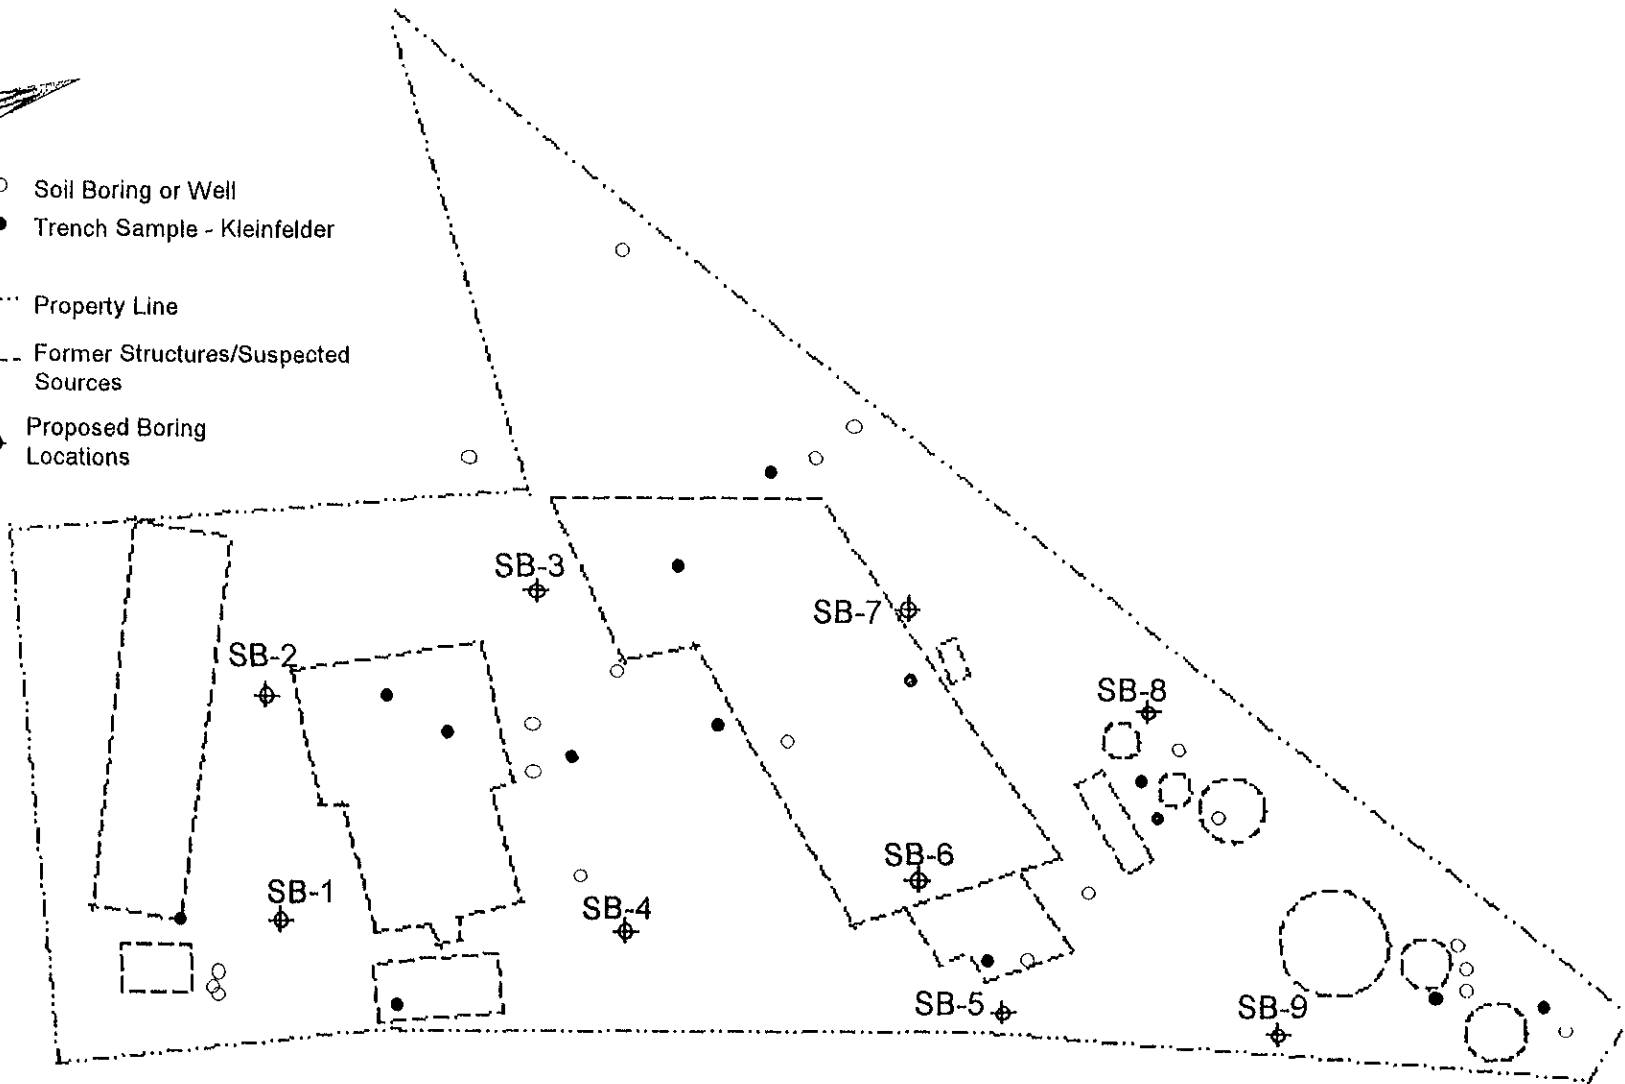 Soil Boring or Well
Trench Sample - Kleinfelder
Property Line
Former Structures/Suspected
Sources
Proposed Boring
Locations
SB-3
SB-7
SB-2
SB-8
SB-6
SB-1
SB-4
SB-5
SB-9